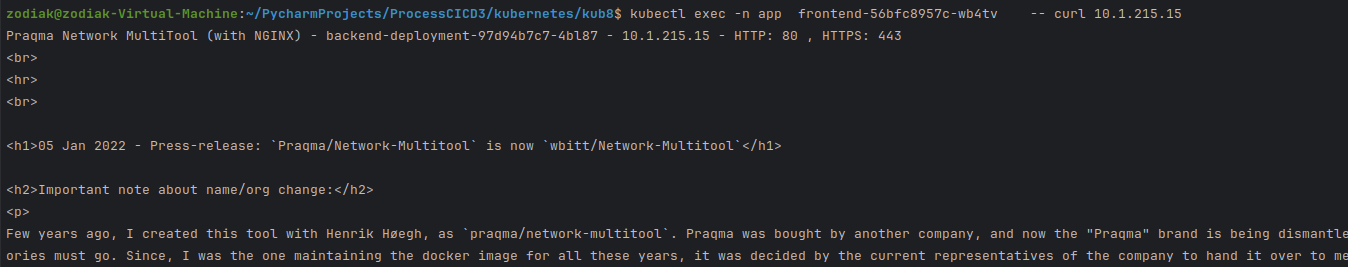 zodiak@zodiak-Virtual-Machine:~/PycharmProjects/ProcessCICD3/kubernetes/kub8$ kubectl exec -n app  frontend-56bfc8957c-wb4tv    -- curl 10.1.215.15
Praqma Network MultiTool (with NGINX) - backend-deployment-97d94b7c7-4bl87 - 10.1.215.15 - HTTP: 80 , HTTPS: 443
<br>
<hr>
<br>
<h1>05 Jan 2022 - Press-release: `Praqma/Network-Multitool` is now `wbitt/Network-Multitool`</h1>
<h2>Important note about name/org change:</h2>
<p>
Few years ago, I created this tool with Henrik Høegh, as `praqma/network-multitool`. Praqma was bought by another company, and now the "Praqma" brand is being dismantle
ories must go. Since, I was the one maintaining the docker image for all these years, it was decided by the current representatives of the company to hand it over to me